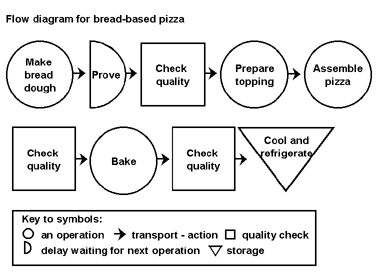 Flow diagram for bread-based pizza
Make
bread
dough
Prove
Check
quality
Prepare
topping
Assemble
pizza
Check
quality
Bake
Check
quality
Cool and
refrigerate
Key to symbols:
an operation
transport - action
quality check
delay waiting for next operation
storage